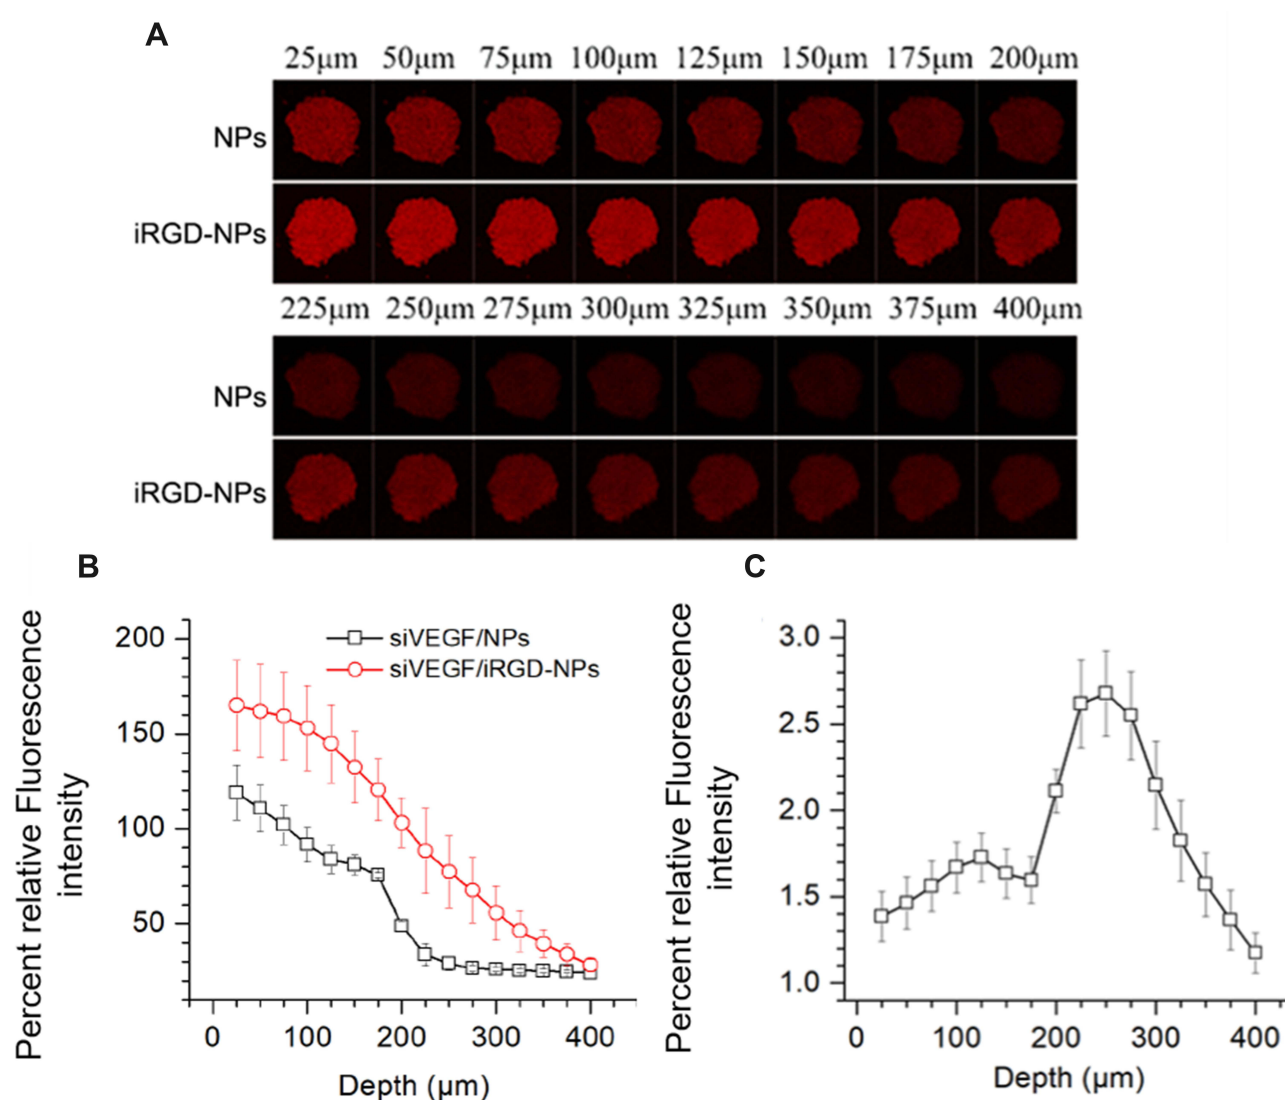 A
25μm 50μm 75μm 100μm 125μm 150μm 175μm 200μm
NPs
iRGD-NPs
225μm 250μm 275μm 300μm 325μm 350μm 375μm 400μm
NPs
iRGD-NPs
B
Percent relative Fluorescence
intensity
200
150
100
50
siVEGF/NPs
siVEGF/iRGD-NPs
0 100 200 300 400
Depth (μm)
C
Percent relative Fluorescence
intensity
3.0
2.5
2.0
1.5
1.0
0 100 200 300 400
Depth (μm)